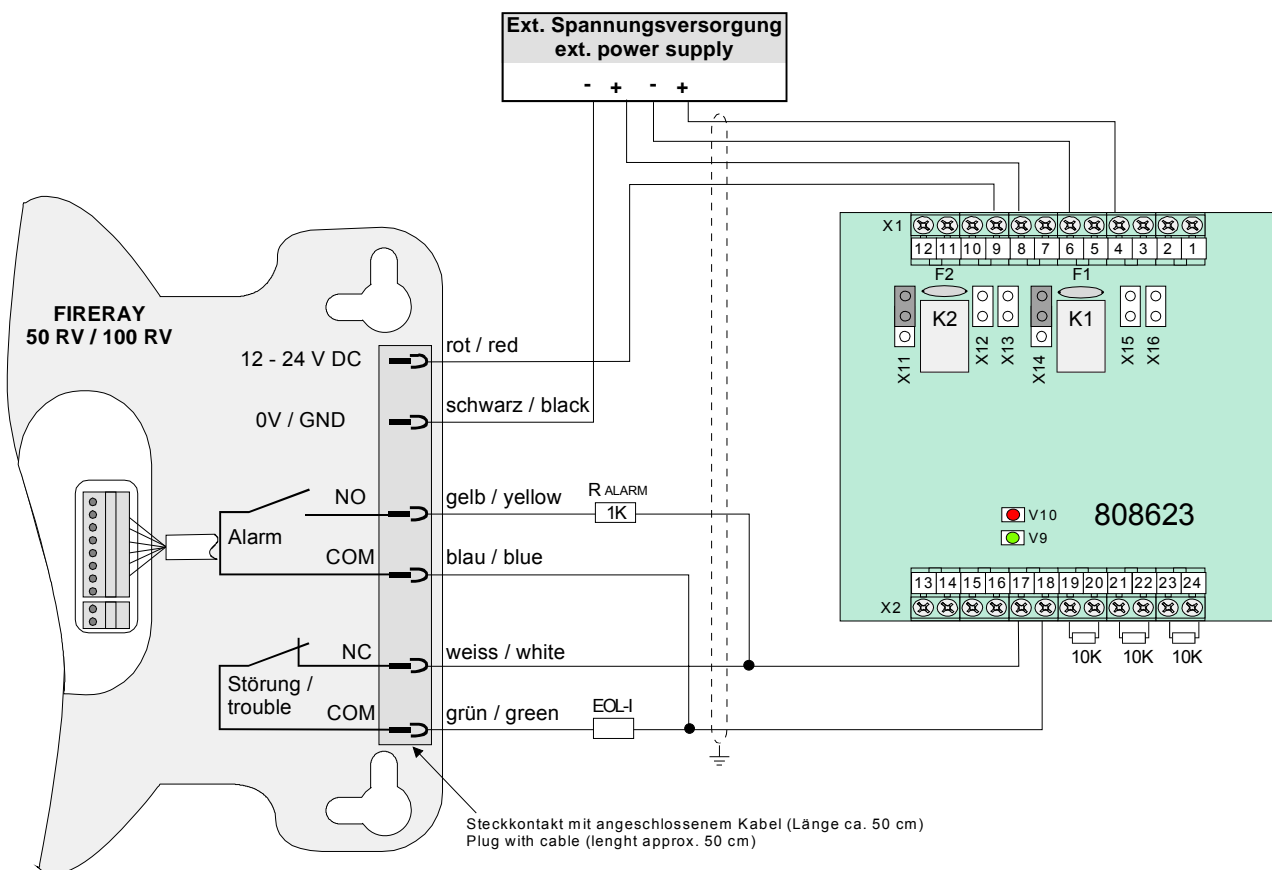 Ext. Spannungsversorgung
ext. power supply
- + - +
FIRERAY
50 RV / 100 RV
12 - 24 V DC
rot / red
0V / GND
schwarz / black
NO
gelb / yellow
R ALARM
1K
Alarm
COM
blau / blue
NC
weiss / white
Störung /
trouble
COM
grün / green
EOL-I
Steckkontakt mit angeschlossenem Kabel (Länge ca. 50 cm)
Plug with cable (lenght approx. 50 cm)
X1
12 11 10 9 8 7 6 5 4 3 2 1
F2
F1
K2
K1
X11
X12
X13
X14
X15
X16
V10
V9
808623
13 14 15 16 17 18 19 20 21 22 23 24
X2
10K 10K 10K